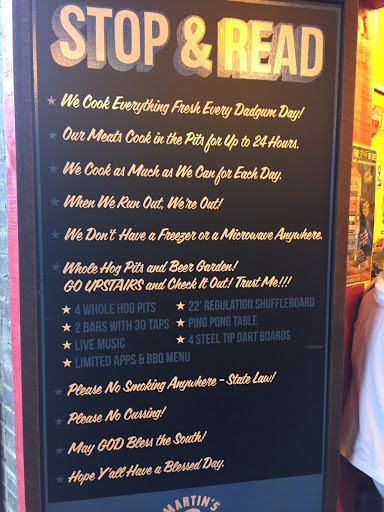 STOP & READ
We Cook Everything Fresh Every Dadgum Day!
Our Meats Cook in the Pits for Up to 24 Hours.
We Cook as Much as We Can for Each Day.
When We Run Out, We're Out!
We Don't Have a Freezer or a Microwave Anywhere.
Whole Hog Pits and Beer Garden!
GO UPSTAIRS and Check It Out! Trust Me!!!
★ 4 WHOLE HOG PITS ★ 22' REGULATION SHUFFLEBOARD
★ 2 BARS WITH 30 TAPS ★ PING PONG TABLE
★ LIVE MUSIC ★ 4 STEEL TIP DART BOARDS
★ LIMITED APPS & BBQ MENU
Please No Smoking Anywhere - State Law!
Please No Cussing!
May GOD Bless the South!
Hope Y'all Have a Blessed Day.
MARTIN'S